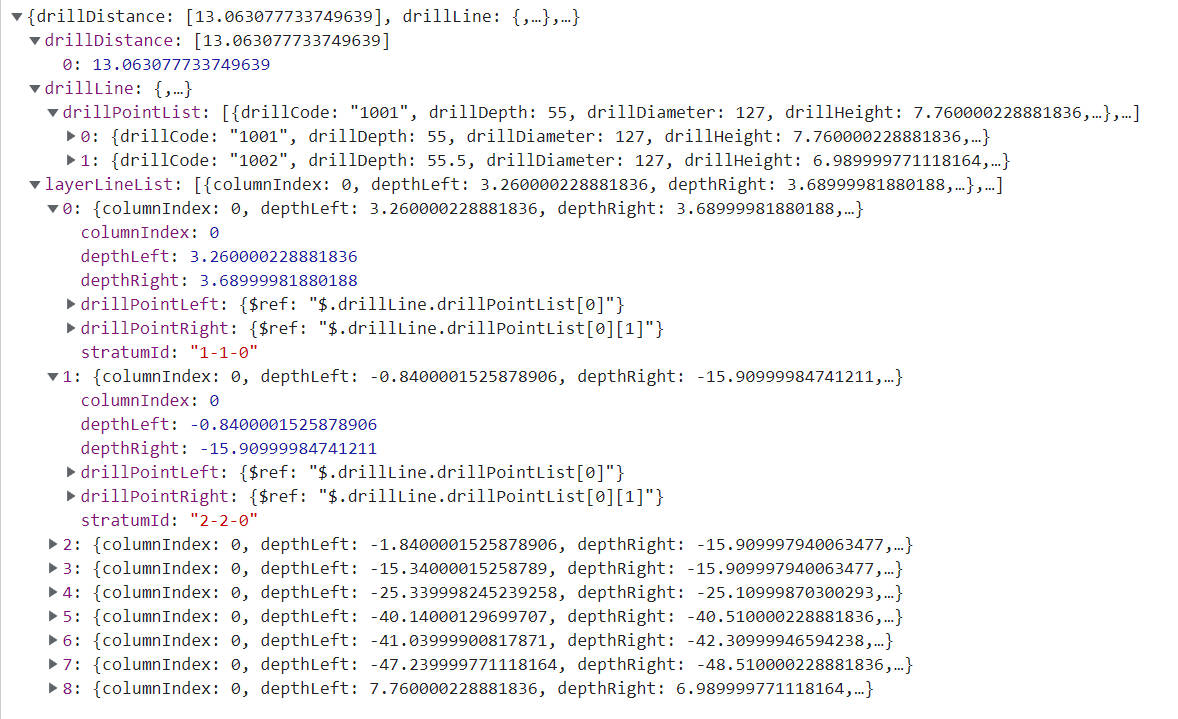 ▼{drillDistance: [13.063077733749639], drillLine: {,…},…}
▼drillDistance: [13.063077733749639]
0: 13.063077733749639
▼drillLine: {,…}
▼drillPointList: [{drillCode: "1001", drillDepth: 55, drillDiameter: 127, drillHeight: 7.760000228881836,…},…]
▶0: {drillCode: "1001", drillDepth: 55, drillDiameter: 127, drillHeight: 7.760000228881836,…}
▶1: {drillCode: "1002", drillDepth: 55.5, drillDiameter: 127, drillHeight: 6.989999771118164,…}
▼layerLineList: [{columnIndex: 0, depthLeft: 3.260000228881836, depthRight: 3.68999981880188,…},…]
▼0: {columnIndex: 0, depthLeft: 3.260000228881836, depthRight: 3.68999981880188,…}
columnIndex: 0
depthLeft: 3.260000228881836
depthRight: 3.68999981880188
▶drillPointLeft: {$ref: "$.drillLine.drillPointList[0]"}
▶drillPointRight: {$ref: "$.drillLine.drillPointList[0][1]"}
stratumId: "1-1-0"
▼1: {columnIndex: 0, depthLeft: -0.8400001525878906, depthRight: -15.90999984741211,…}
columnIndex: 0
depthLeft: -0.8400001525878906
depthRight: -15.90999984741211
▶drillPointLeft: {$ref: "$.drillLine.drillPointList[0]"}
▶drillPointRight: {$ref: "$.drillLine.drillPointList[0][1]"}
stratumId: "2-2-0"
▶2: {columnIndex: 0, depthLeft: -1.8400001525878906, depthRight: -15.909997940063477,…}
▶3: {columnIndex: 0, depthLeft: -15.34000015258789, depthRight: -15.909997940063477,…}
▶4: {columnIndex: 0, depthLeft: -25.339998245239258, depthRight: -25.10999870300293,…}
▶5: {columnIndex: 0, depthLeft: -40.14000129699707, depthRight: -40.510000228881836,…}
▶6: {columnIndex: 0, depthLeft: -41.03999900817871, depthRight: -42.30999946594238,…}
▶7: {columnIndex: 0, depthLeft: -47.239999771118164, depthRight: -48.510000228881836,…}
▶8: {columnIndex: 0, depthLeft: 7.760000228881836, depthRight: 6.989999771118164,…}